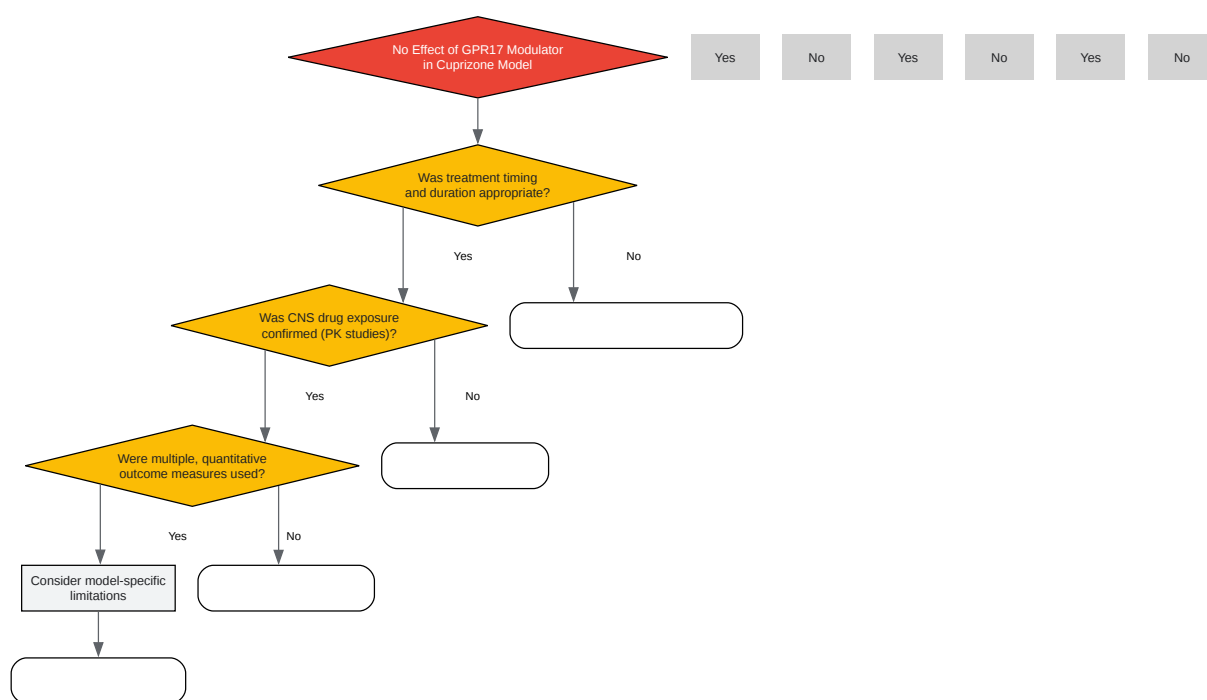 No Effect of GPR17 Modulator
in Cuprizone Model
Yes
No
Yes
No
Yes
No
Was treatment timing
and duration appropriate?
Yes
No
Was CNS drug exposure
confirmed (PK studies)?
Yes
No
Were multiple, quantitative
outcome measures used?
Yes
No
Consider model-specific
limitations